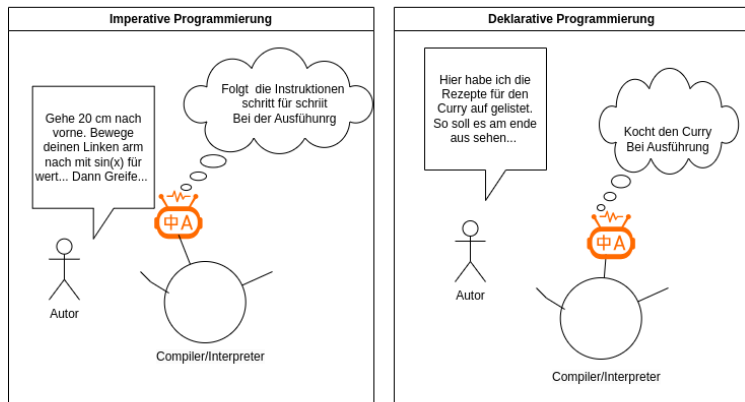 Imperative Programmierung
Gehe 20 cm nach
vorne. Bewege
deinen Linken arm
nach mit sin(x) für
wert... Dann Greife...
Folgt die Instruktionen
schritt für schriit
Bei der Ausfühunrg
中A
Autor
Compiler/Interpreter
Deklarative Programmierung
Hier habe ich die
Rezepte für den
Curry auf gelistet.
So soll es am ende
aus sehen...
Kocht den Curry
Bei Ausführung
中A
Autor
Compiler/Interpreter